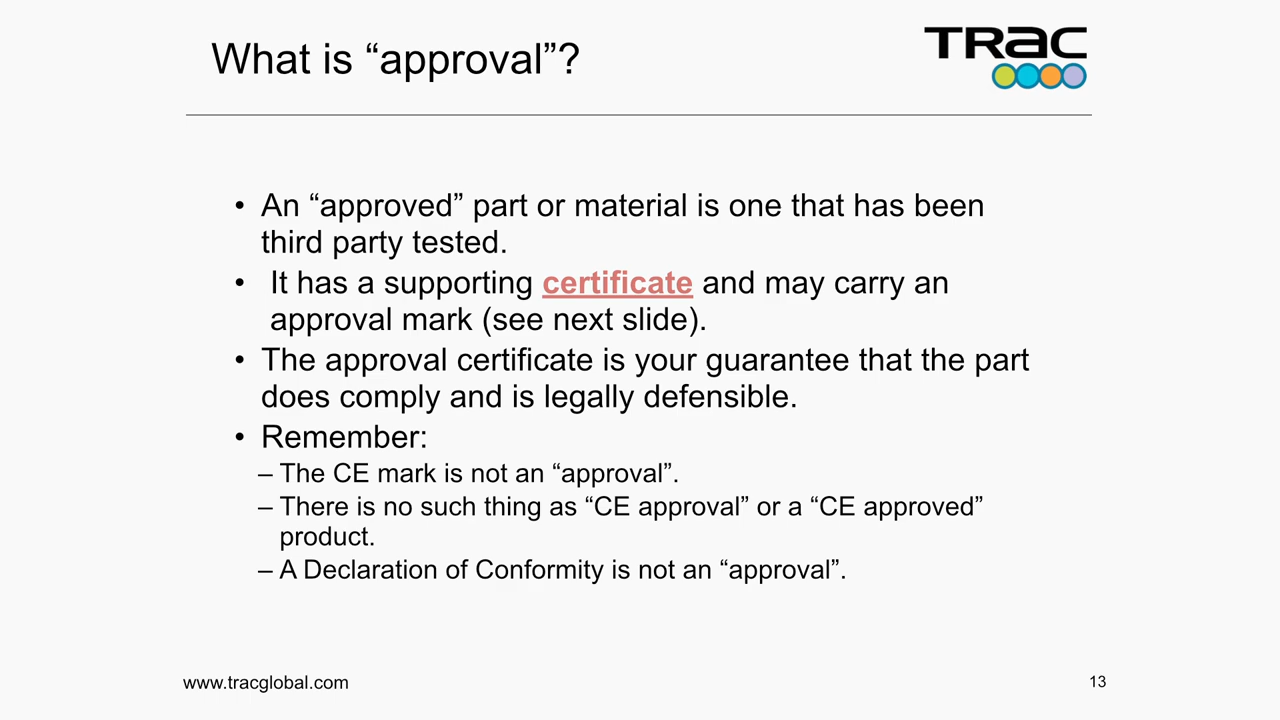 What is “approval”?
TRaC
• An “approved” part or material is one that has been
third party tested.
• It has a supporting certificate and may carry an
approval mark (see next slide).
• The approval certificate is your guarantee that the part
does comply and is legally defensible.
• Remember:
– The CE mark is not an “approval”.
– There is no such thing as “CE approval” or a “CE approved”
product.
– A Declaration of Conformity is not an “approval”.
www.tracglobal.com
13